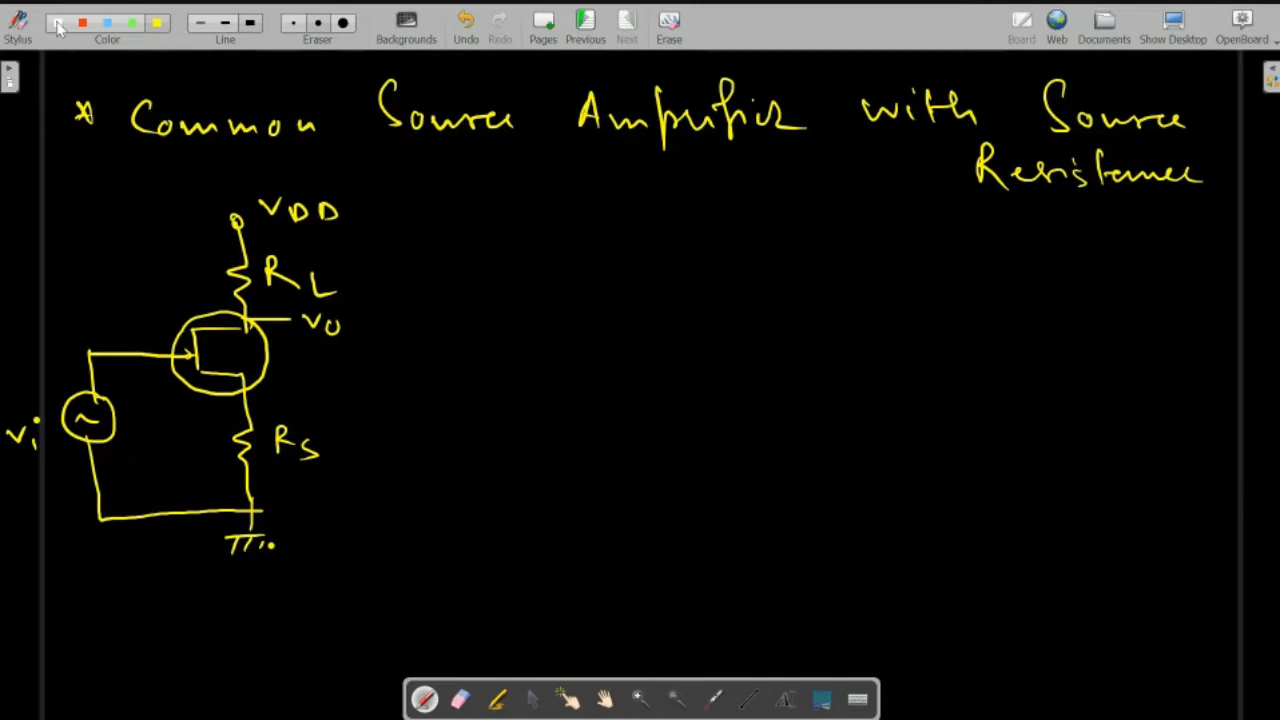 Stylus Color Line Eraser Backgrounds Undo Redo Pages Previous Next Erase Board Web Documents Show Desktop OpenBoard
* Common Source Amplifier with Source
Resistance
VDD
RL
vo
vi
RS